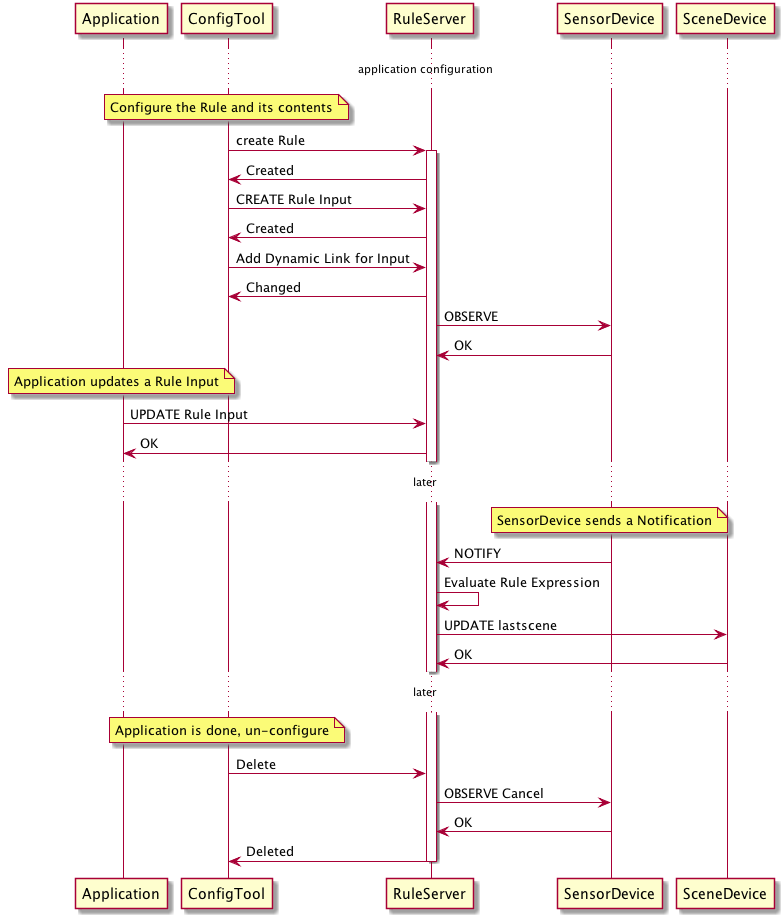 Application
ConfigTool
RuleServer
SensorDevice
SceneDevice
application configuration
Configure the Rule and its contents
create Rule
Created
CREATE Rule Input
Created
Add Dynamic Link for Input
Changed
OBSERVE
OK
Application updates a Rule Input
UPDATE Rule Input
OK
later
SensorDevice sends a Notification
NOTIFY
Evaluate Rule Expression
UPDATE lastscene
OK
later
Application is done, un-configure
Delete
OBSERVE Cancel
OK
Deleted
Application
ConfigTool
RuleServer
SensorDevice
SceneDevice